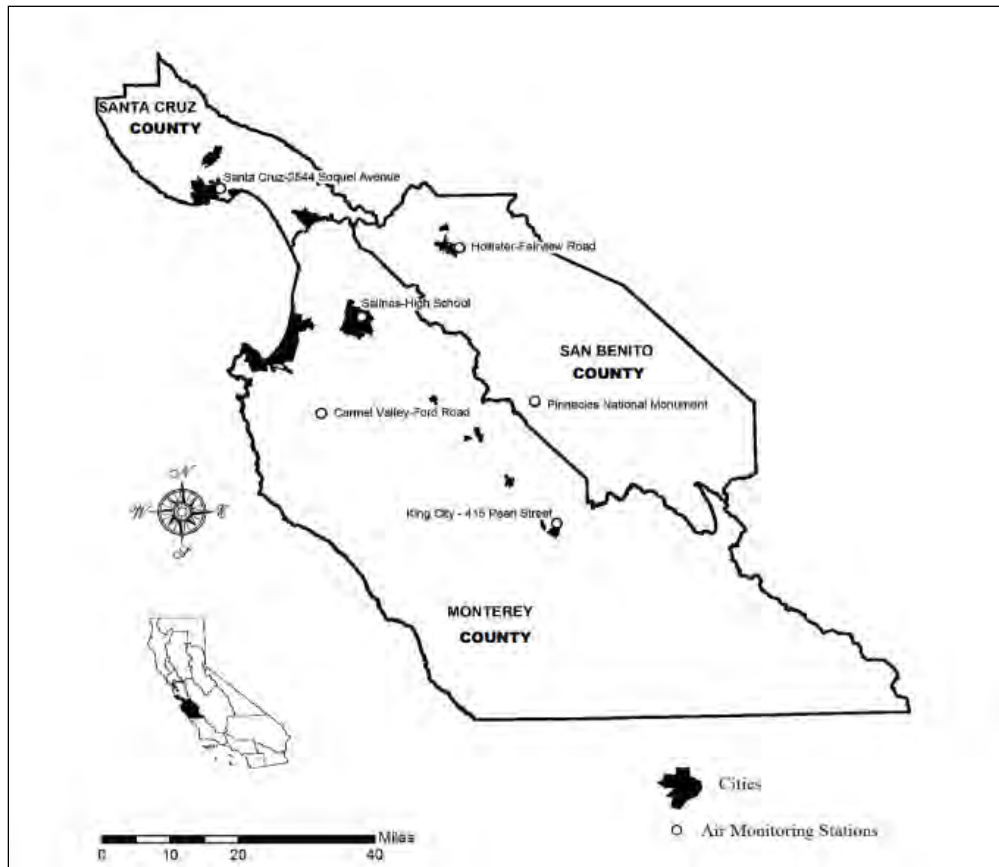 SANTA CRUZ
COUNTY
Santa Cruz-2544 Soquel Avenue
Hollister-Fairview Road
Salinas-High School
SAN BENITO
COUNTY
Pinnacles National Monument
Carmel Valley-Ford Road
N
W
E
S
King City - 415 Pearl Street
MONTEREY
COUNTY
Cities
Air Monitoring Stations
Miles
0 10 20 40